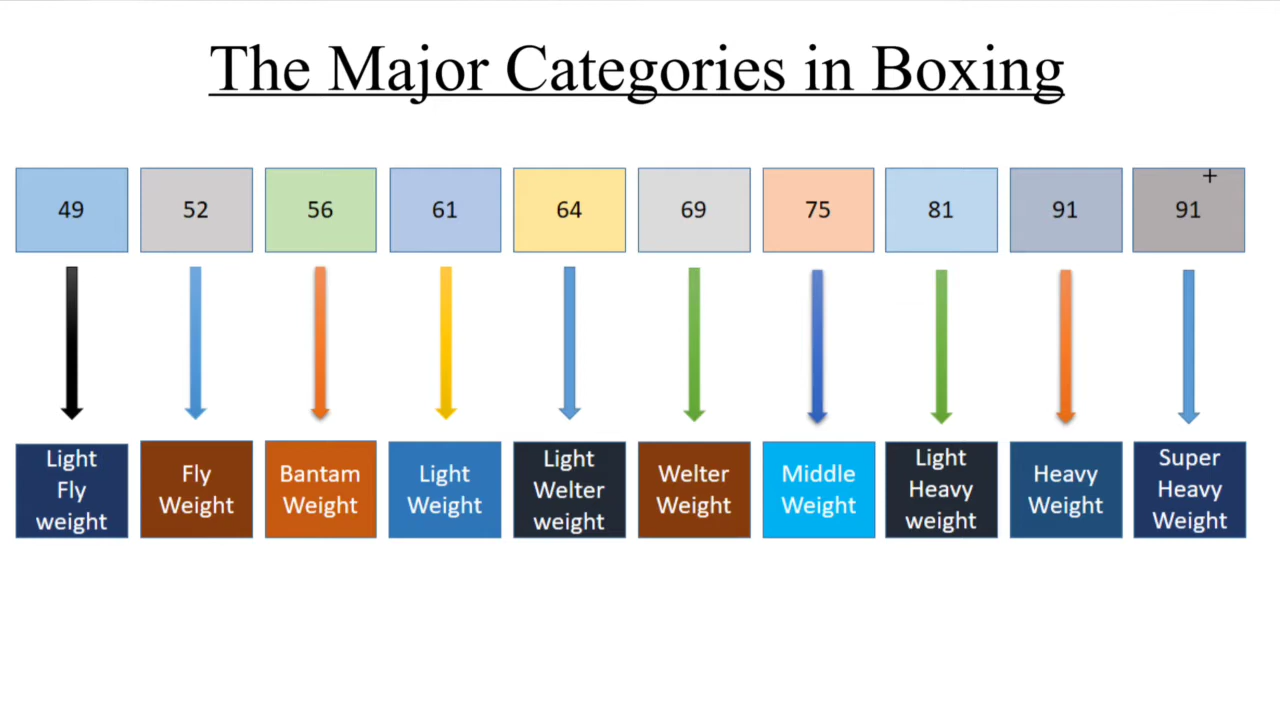 The Major Categories in Boxing
49 52 56 61 64 69 75 81 91 91+
Light
Fly
weight
Fly
Weight
Bantam
Weight
Light
Weight
Light
Welter
weight
Welter
Weight
Middle
Weight
Light
Heavy
weight
Heavy
Weight
Super
Heavy
Weight